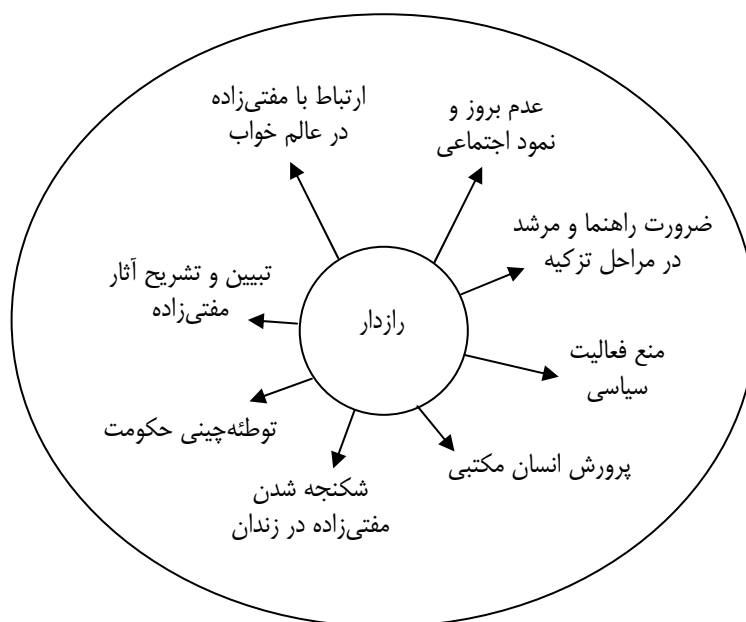 عدم بروز و
نمود اجتماعی
ارتباط با مفتی‌زاده
در عالم خواب
ضرورت راهنما و مرشد
در مراحل تزکیه
تبیین و تشریح آثار
مفتی‌زاده
رازدار
منع فعالیت
سیاسی
توطئه‌چینی حکومت
پرورش انسان مکتبی
شکنجه شدن
مفتی‌زاده در زندان